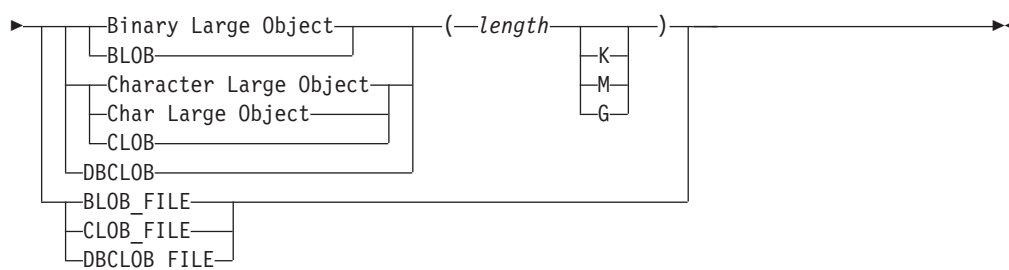 Binary Large Object ( length )
BLOB K
Character Large Object M
Char Large Object G
CLOB
DBCLOB
BLOB_FILE
CLOB_FILE
DBCLOB_FILE